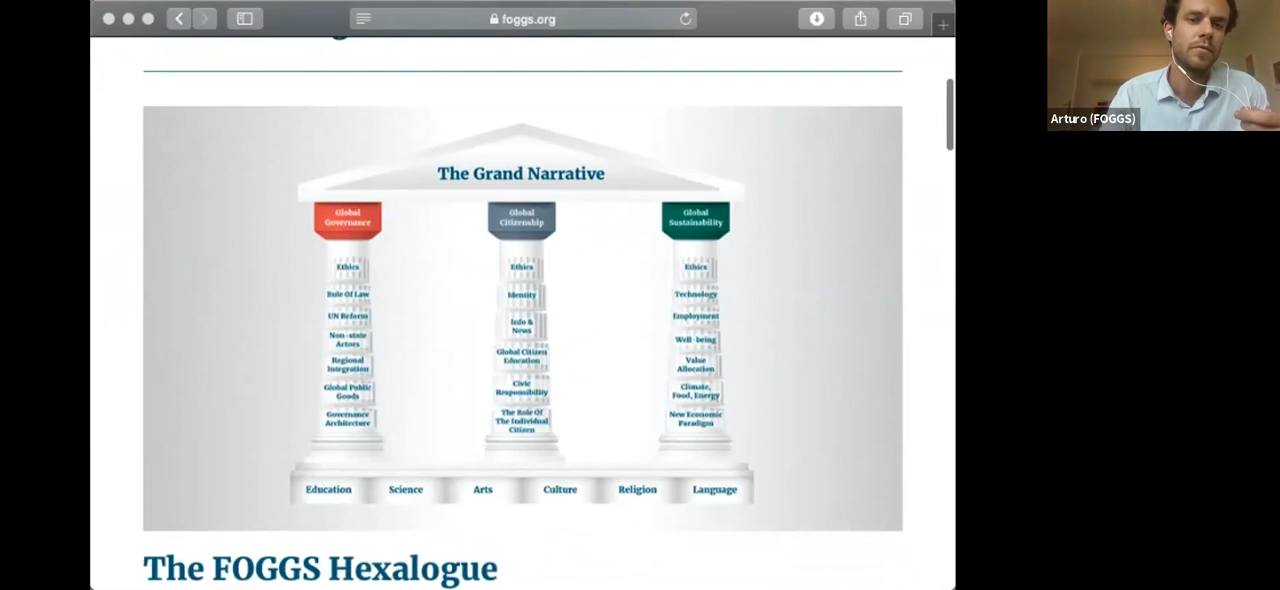 foggs.org
Arturo (FOGGS)
The Grand Narrative
Global
Governance
Ethics
Rule Of Law
UN Reform
Non-state
Actors
Regional
Integration
Global Public
Goods
Governance
Architecture
Global
Citizenship
Ethics
Identity
Info &
News
Global Citizen
Education
Civic
Responsibility
The Role Of
The Individual
Citizen
Global
Sustainability
Ethics
Technology
Employment
Well-being
Value
Allocation
Climate,
Food, Energy
New Economic
Paradigm
Education
Science
Arts
Culture
Religion
Language
The FOGGS Hexalogue